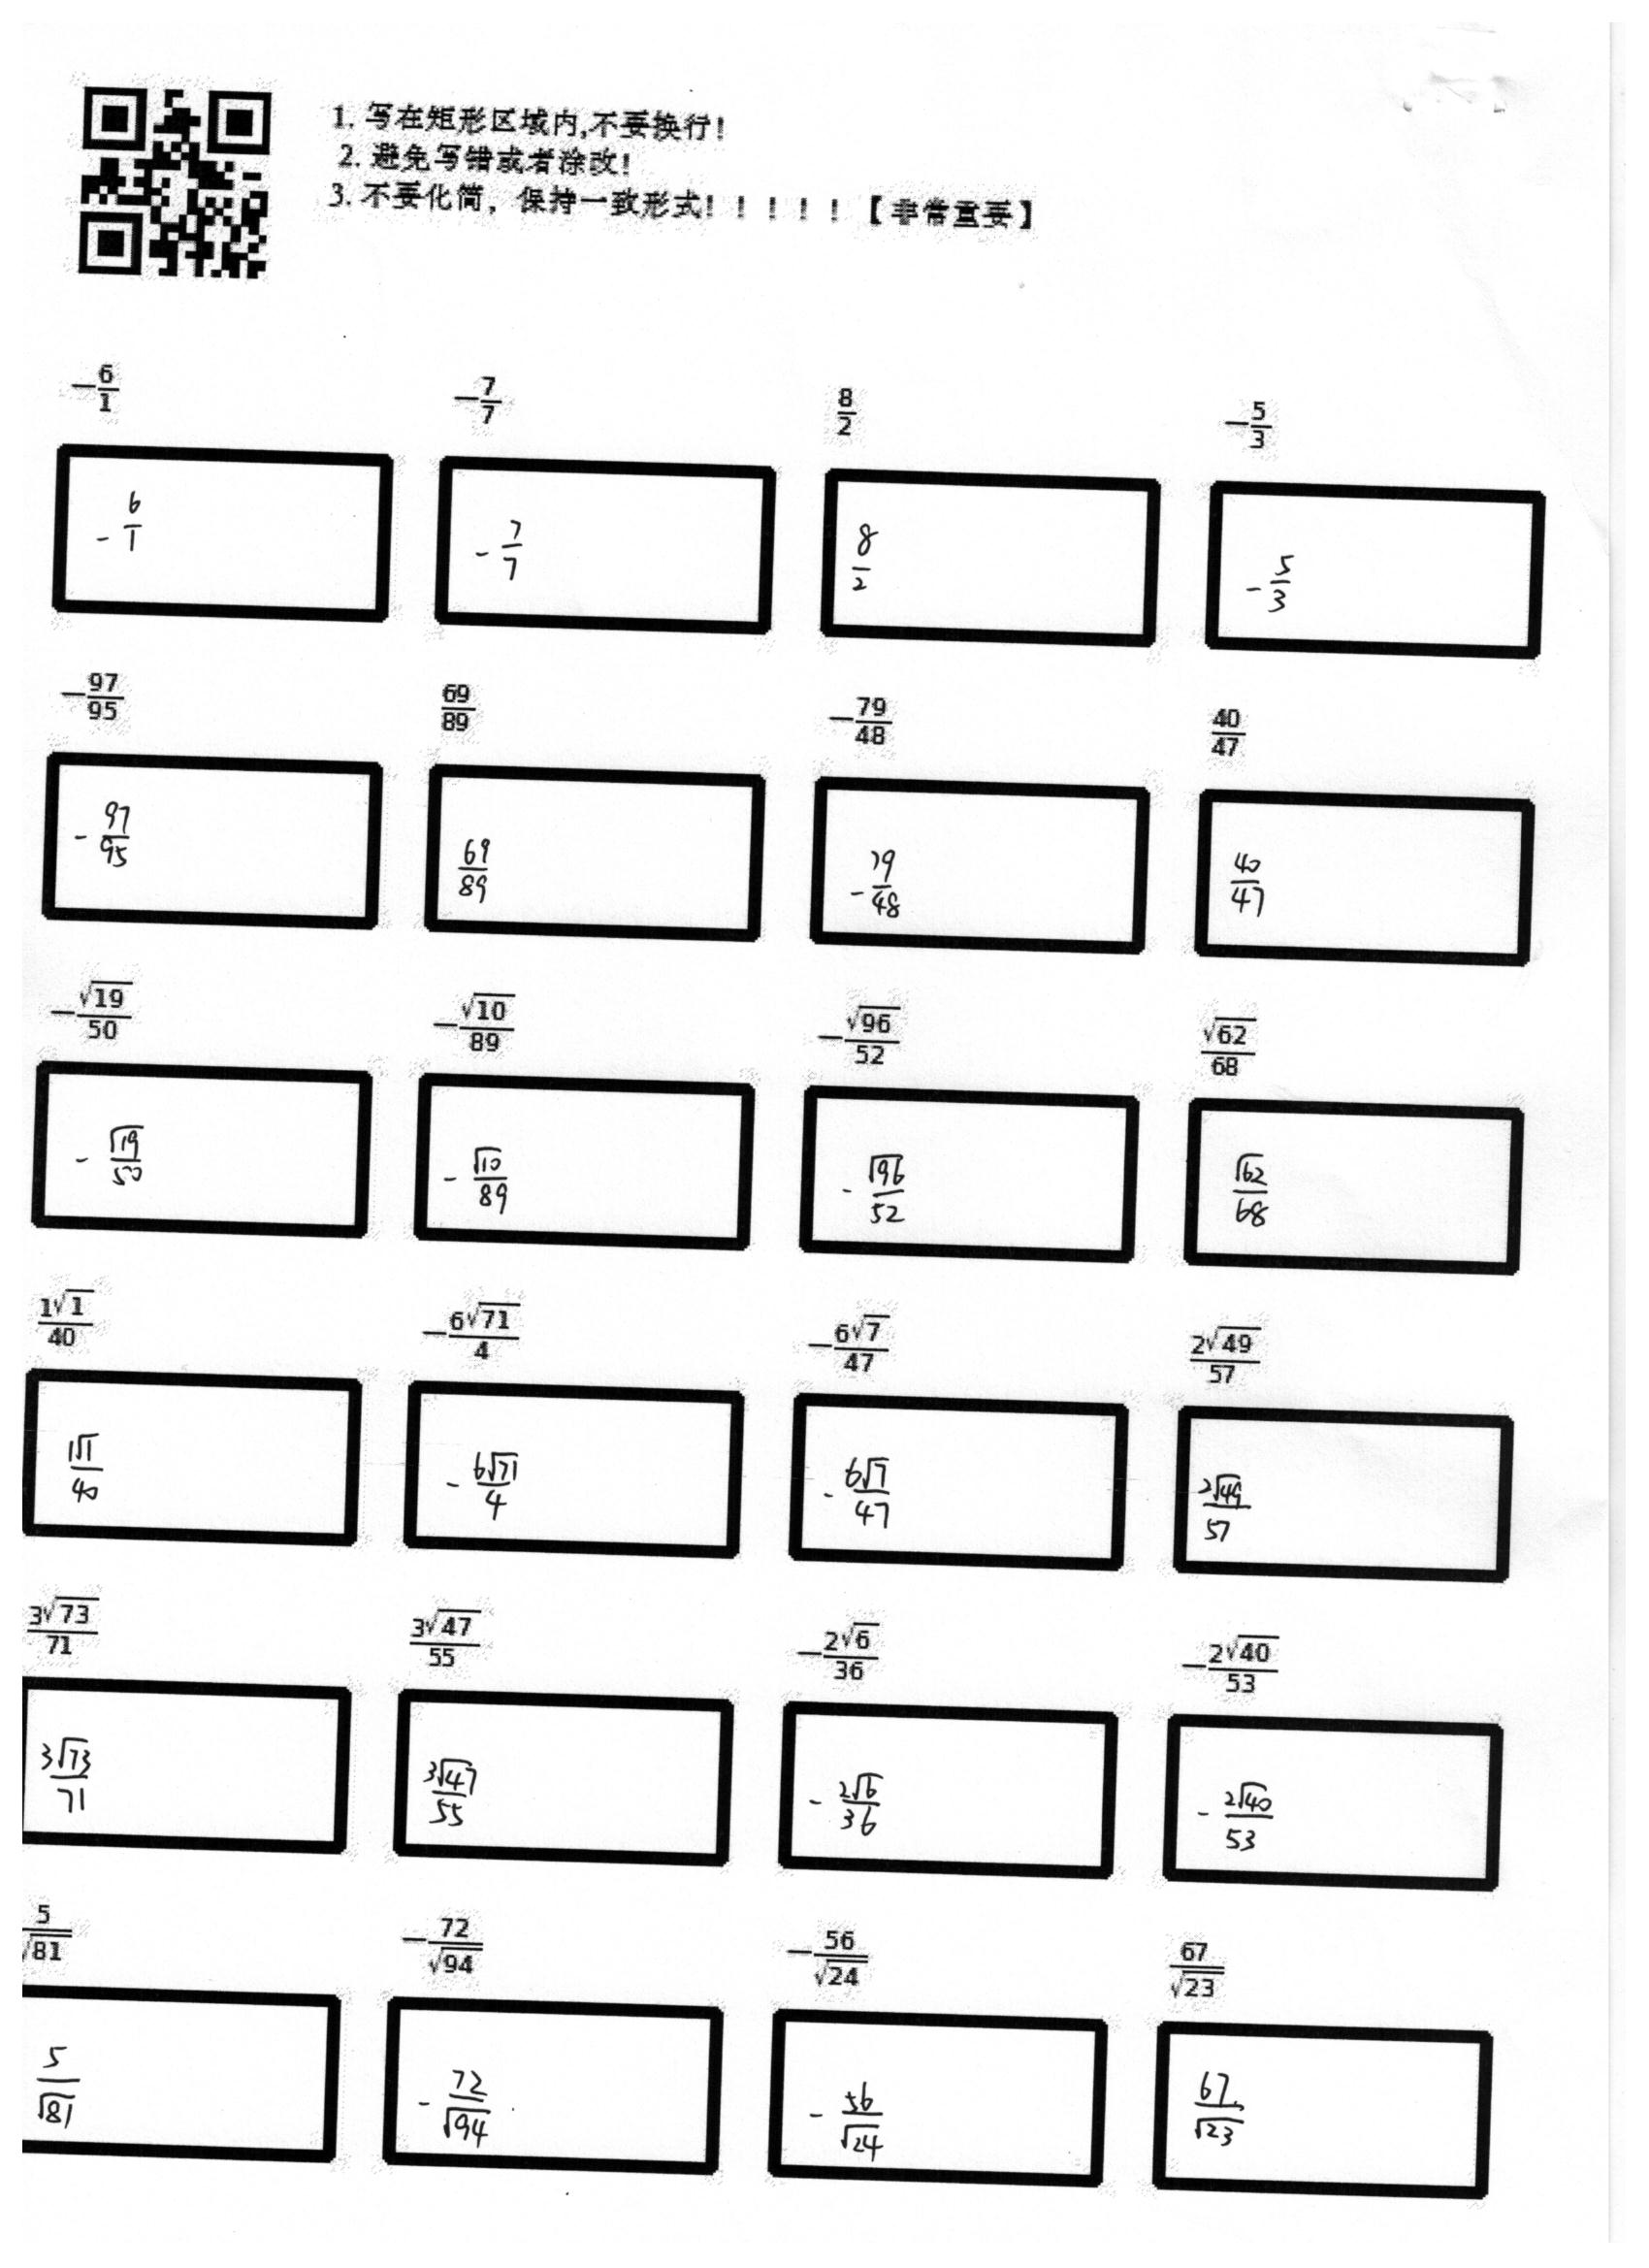 1. 写在矩形区域内,不要换行!
2. 避免写错或者涂改!
3. 不要化简，保持一致形式! ! ! ! ! 【非常重要】
$-\frac{6}{1}$ $-\frac{7}{7}$ $\frac{8}{2}$ $-\frac{5}{3}$
$-\frac{6}{1}$ $-\frac{7}{7}$ $\frac{8}{2}$ $-\frac{5}{3}$
$-\frac{97}{95}$ $\frac{69}{89}$ $-\frac{79}{48}$ $\frac{40}{47}$
$-\frac{97}{95}$ $\frac{69}{89}$ $-\frac{79}{48}$ $\frac{40}{47}$
$-\frac{\sqrt{19}}{50}$ $-\frac{\sqrt{10}}{89}$ $-\frac{\sqrt{96}}{52}$ $\frac{\sqrt{62}}{68}$
$-\frac{\sqrt{19}}{50}$ $-\frac{\sqrt{10}}{89}$ $-\frac{\sqrt{96}}{52}$ $\frac{\sqrt{62}}{68}$
$\frac{1\sqrt{1}}{40}$ $-\frac{6\sqrt{71}}{4}$ $-\frac{6\sqrt{7}}{47}$ $\frac{2\sqrt{49}}{57}$
$\frac{1\sqrt{1}}{40}$ $-\frac{6\sqrt{71}}{4}$ $-\frac{6\sqrt{7}}{47}$ $\frac{2\sqrt{49}}{57}$
$\frac{3\sqrt{73}}{71}$ $\frac{3\sqrt{47}}{55}$ $-\frac{2\sqrt{6}}{36}$ $-\frac{2\sqrt{40}}{53}$
$\frac{3\sqrt{73}}{71}$ $\frac{3\sqrt{47}}{55}$ $-\frac{2\sqrt{6}}{36}$ $-\frac{2\sqrt{40}}{53}$
$\frac{5}{\sqrt{81}}$ $-\frac{72}{\sqrt{94}}$ $-\frac{56}{\sqrt{24}}$ $\frac{67}{\sqrt{23}}$
$\frac{5}{\sqrt{81}}$ $-\frac{72}{\sqrt{94}}$ $-\frac{56}{\sqrt{24}}$ $\frac{67}{\sqrt{23}}$